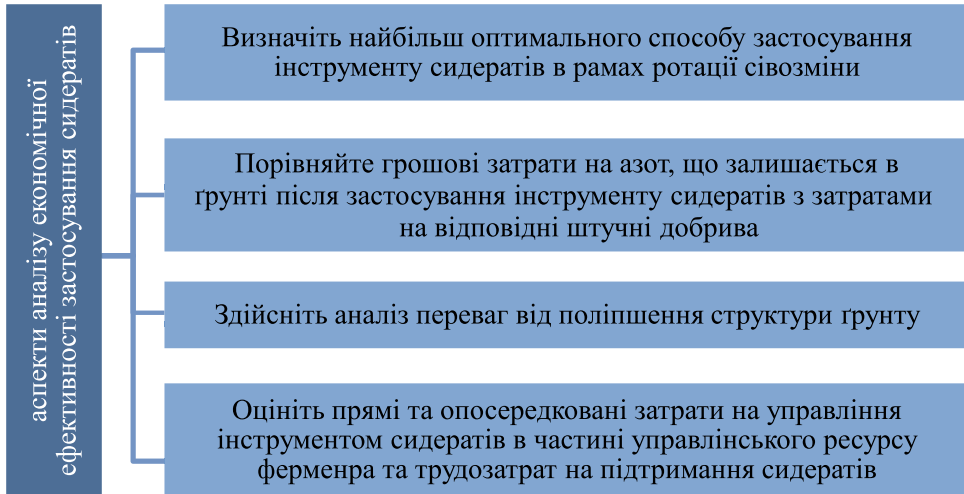 аспекти аналізу економічної
ефективності застосування сидератів
Визначіть найбільш оптимального способу застосування
інструменту сидератів в рамах ротації сівозміни
Порівняйте грошові затрати на азот, що залишається в
ґрунті після застосування інструменту сидератів з затратами
на відповідні штучні добрива
Здійсніть аналіз переваг від поліпшення структури ґрунту
Оцініть прямі та опосередковані затрати на управління
інструментом сидератів в частині управлінського ресурсу
ферменра та трудозатрат на підтримання сидератів